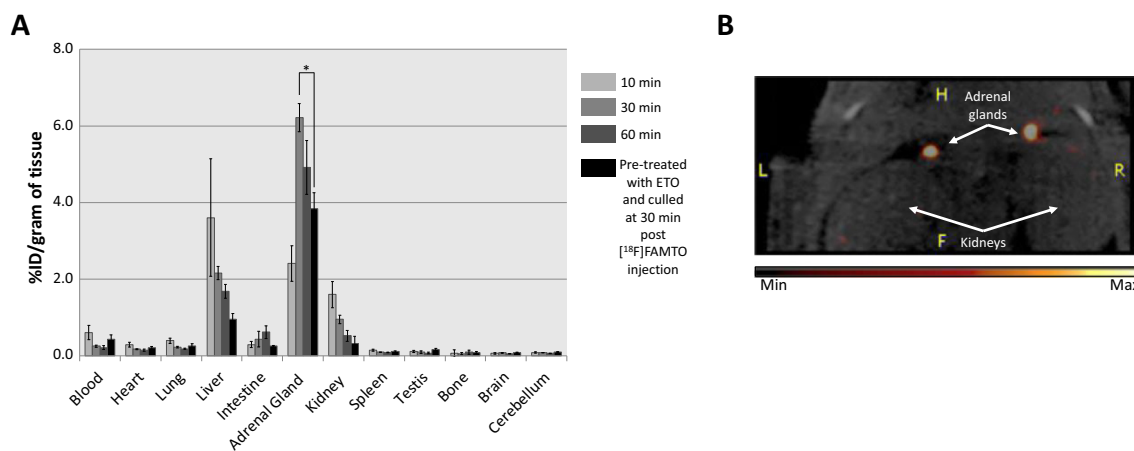 A
8.0
6.0
4.0
2.0
0.0
%ID/gram of tissue
*
Blood
Heart
Lung
Liver
Intestine
Adrenal Gland
Kidney
Spleen
Testis
Bone
Brain
Cerebellum
10 min
30 min
60 min
Pre-treated
with ETO
and culled
at 30 min
post
[¹⁸F]FAMTO
injection
B
H
Adrenal
glands
L
R
F
Kidneys
Min
Max